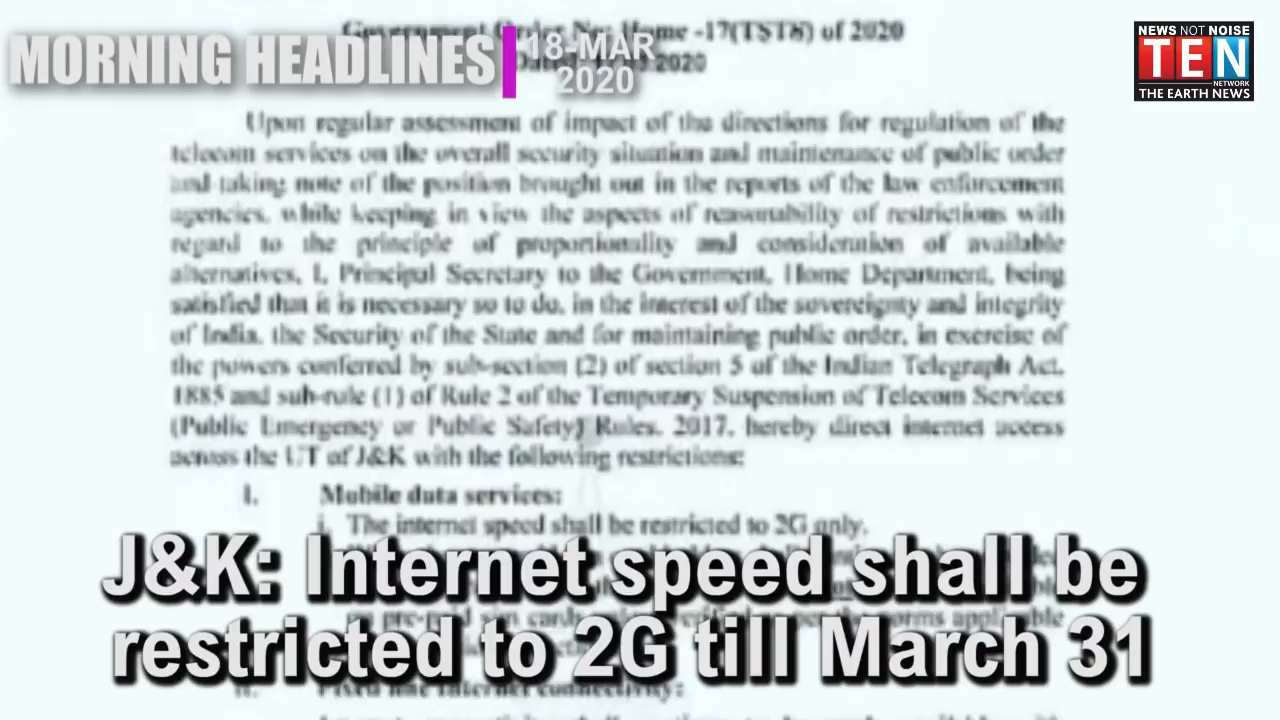 Government Order No: Home -17(TSTS) of 2020
MORNING HEADLINES
18-MAR
2020
2020
NEWS NOT NOISE
TEN
NETWORK
THE EARTH NEWS
Upon regular assessment of impact of the directions for regulation of the
telecom services on the overall security situation and maintenance of public order
and taking note of the position brought out in the reports of the law enforcement
agencies, while keeping in view the aspects of reasonability of restrictions with
regard to the principle of proportionality and consideration of available
alternatives, I, Principal Secretary to the Government, Home Department, being
satisfied that it is necessary so to do, in the interest of the sovereignty and integrity
of India, the Security of the State and for maintaining public order, in exercise of
the powers conferred by sub-section (2) of section 5 of the Indian Telegraph Act,
1885 and sub-rule (1) of Rule 2 of the Temporary Suspension of Telecom Services
(Public Emergency or Public Safety) Rules, 2017, hereby direct internet access
across the UT of J&K with the following restrictions:
I. Mobile data services:
i. The internet speed shall be restricted to 2G only.
J&K: Internet speed shall be
restricted to 2G till March 31
II. Fixed line internet connectivity: